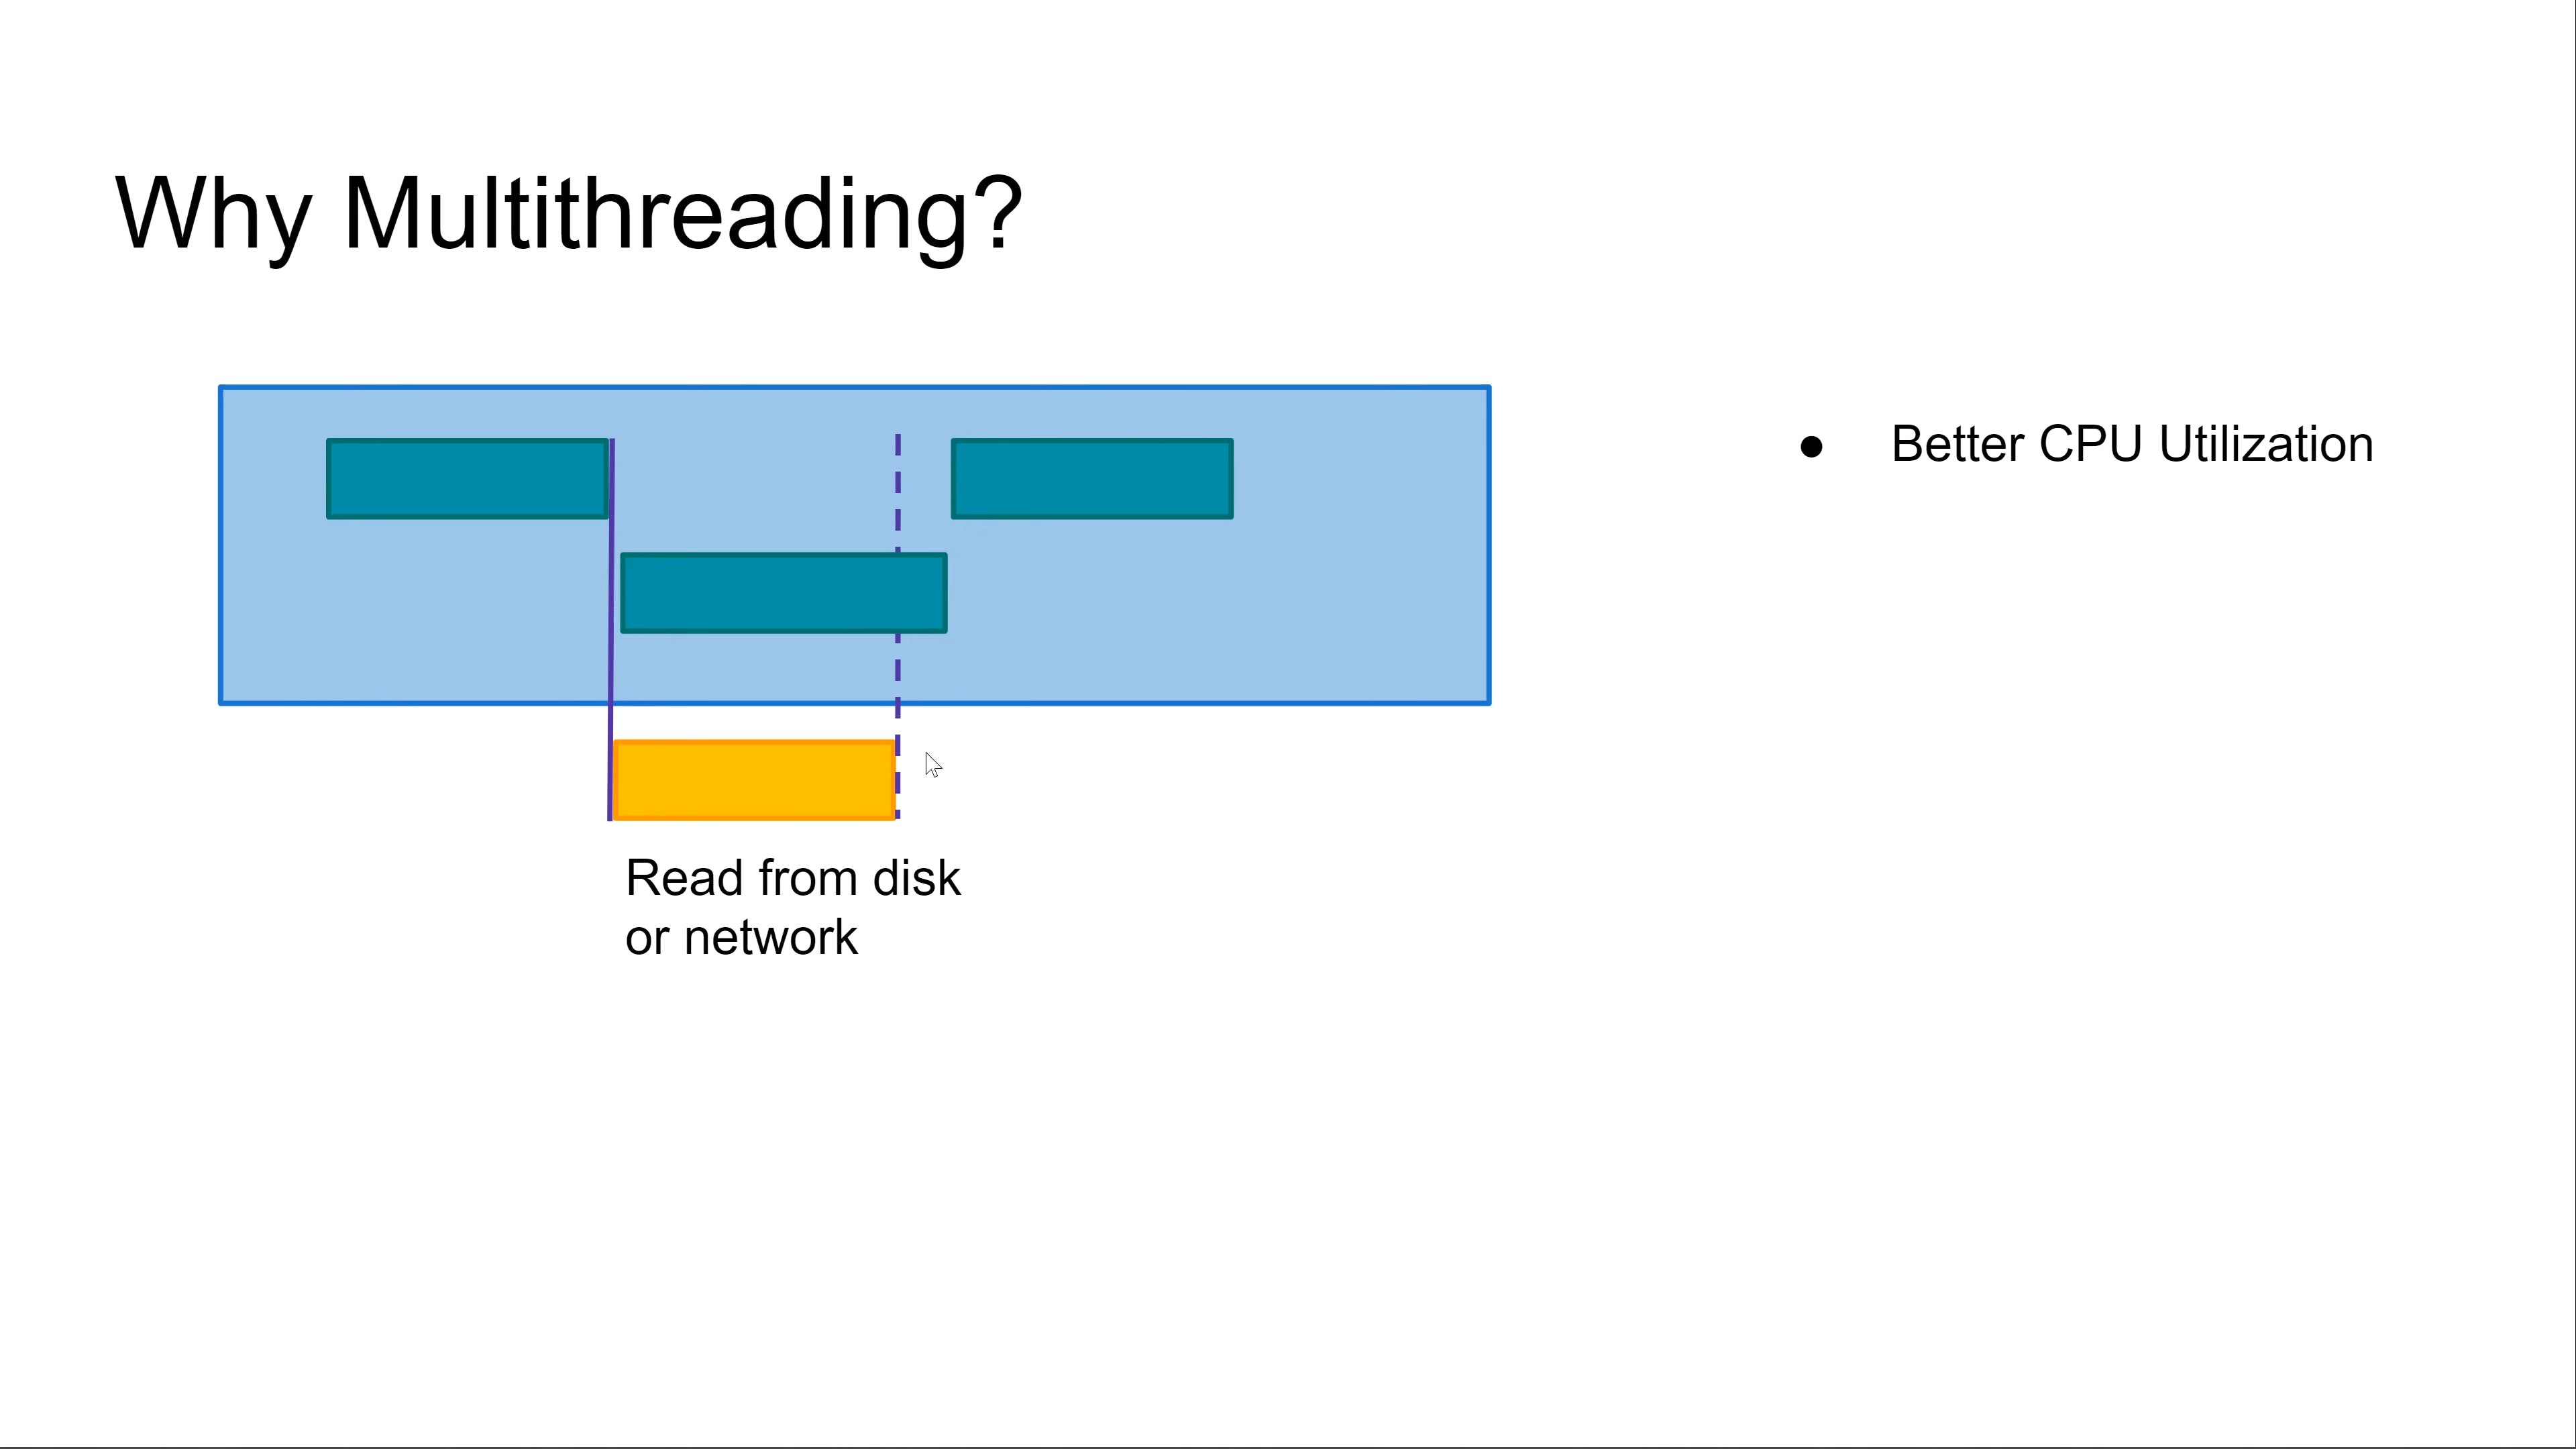 Why Multithreading?
● Better CPU Utilization
Read from disk
or network